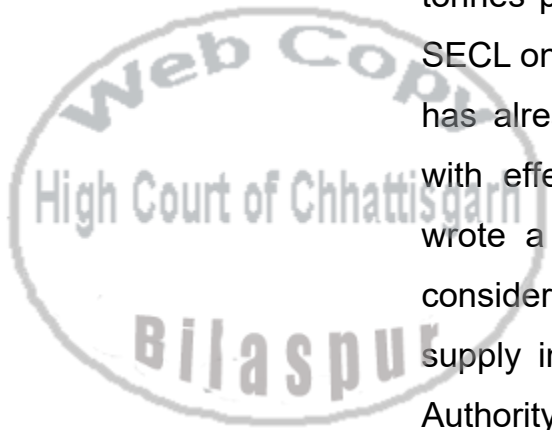 Web Copy
High Court of Chhattisgarh
Bilaspur
tonnes p
SECL on
has alre
with effe
wrote a
consider
supply in
Authority